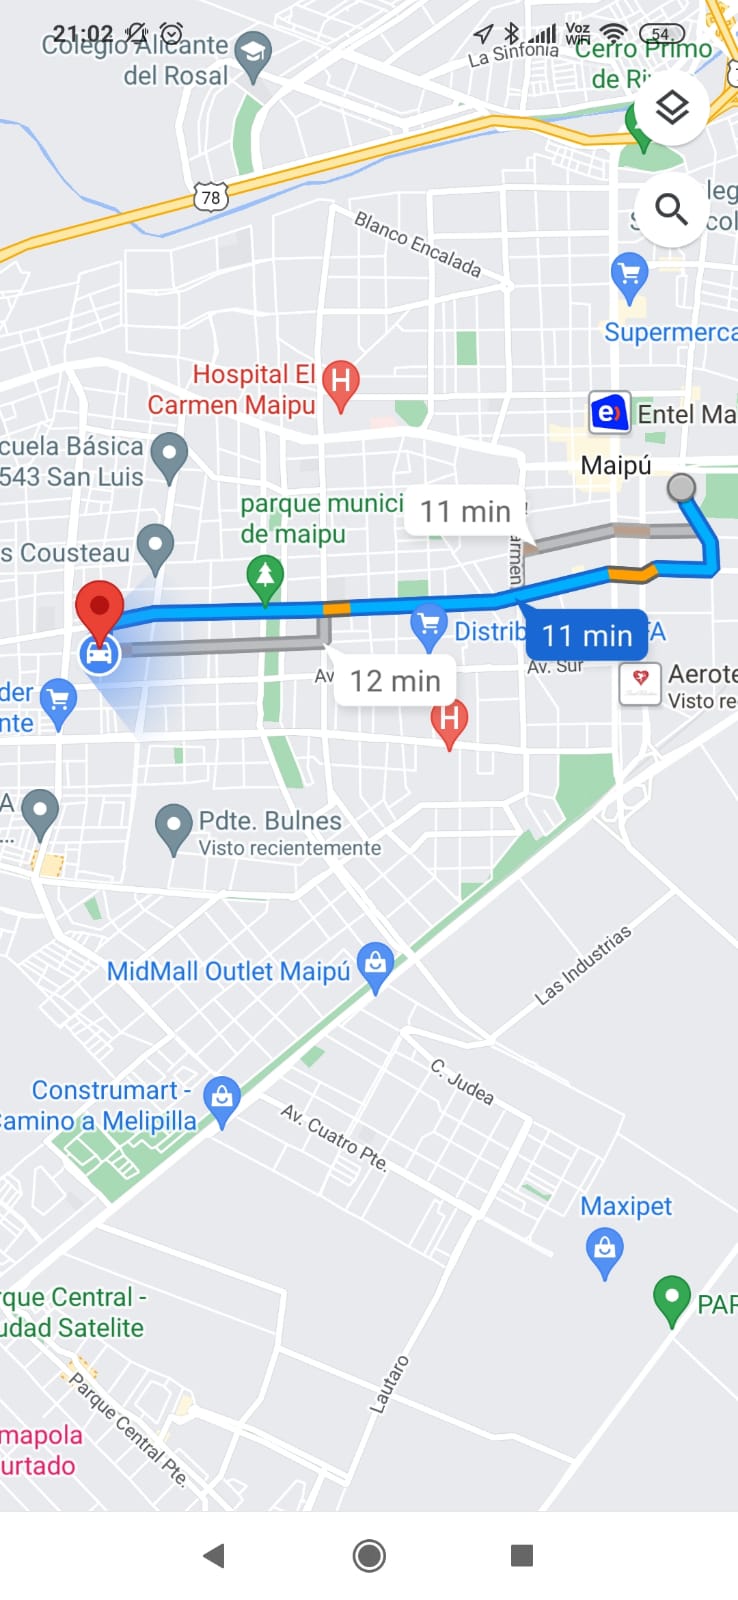 21:02
Voz
WiFi
54
Colegio Alicante
del Rosal
La Sinfonía
Cerro Primo
de Ri
78
leg
col
Blanco Encalada
Supermerca
Hospital El
Carmen Maipu
H
e)
Entel Ma
cuela Básica
543 San Luis
Maipú
parque munici
de maipu
11 min
armen
s Cousteau
Distrib
11 min
FA
Av. Sur
Av
12 min
Aerote
Visto re
der
nte
H
A
...
Pdte. Bulnes
Visto recientemente
MidMall Outlet Maipú
Las Industrias
C. Judea
Construmart -
Camino a Melipilla
Av. Cuatro Pte.
Maxipet
PAR
rque Central -
udad Satelite
Lautaro
Parque Central Pte.
mapola
urtado